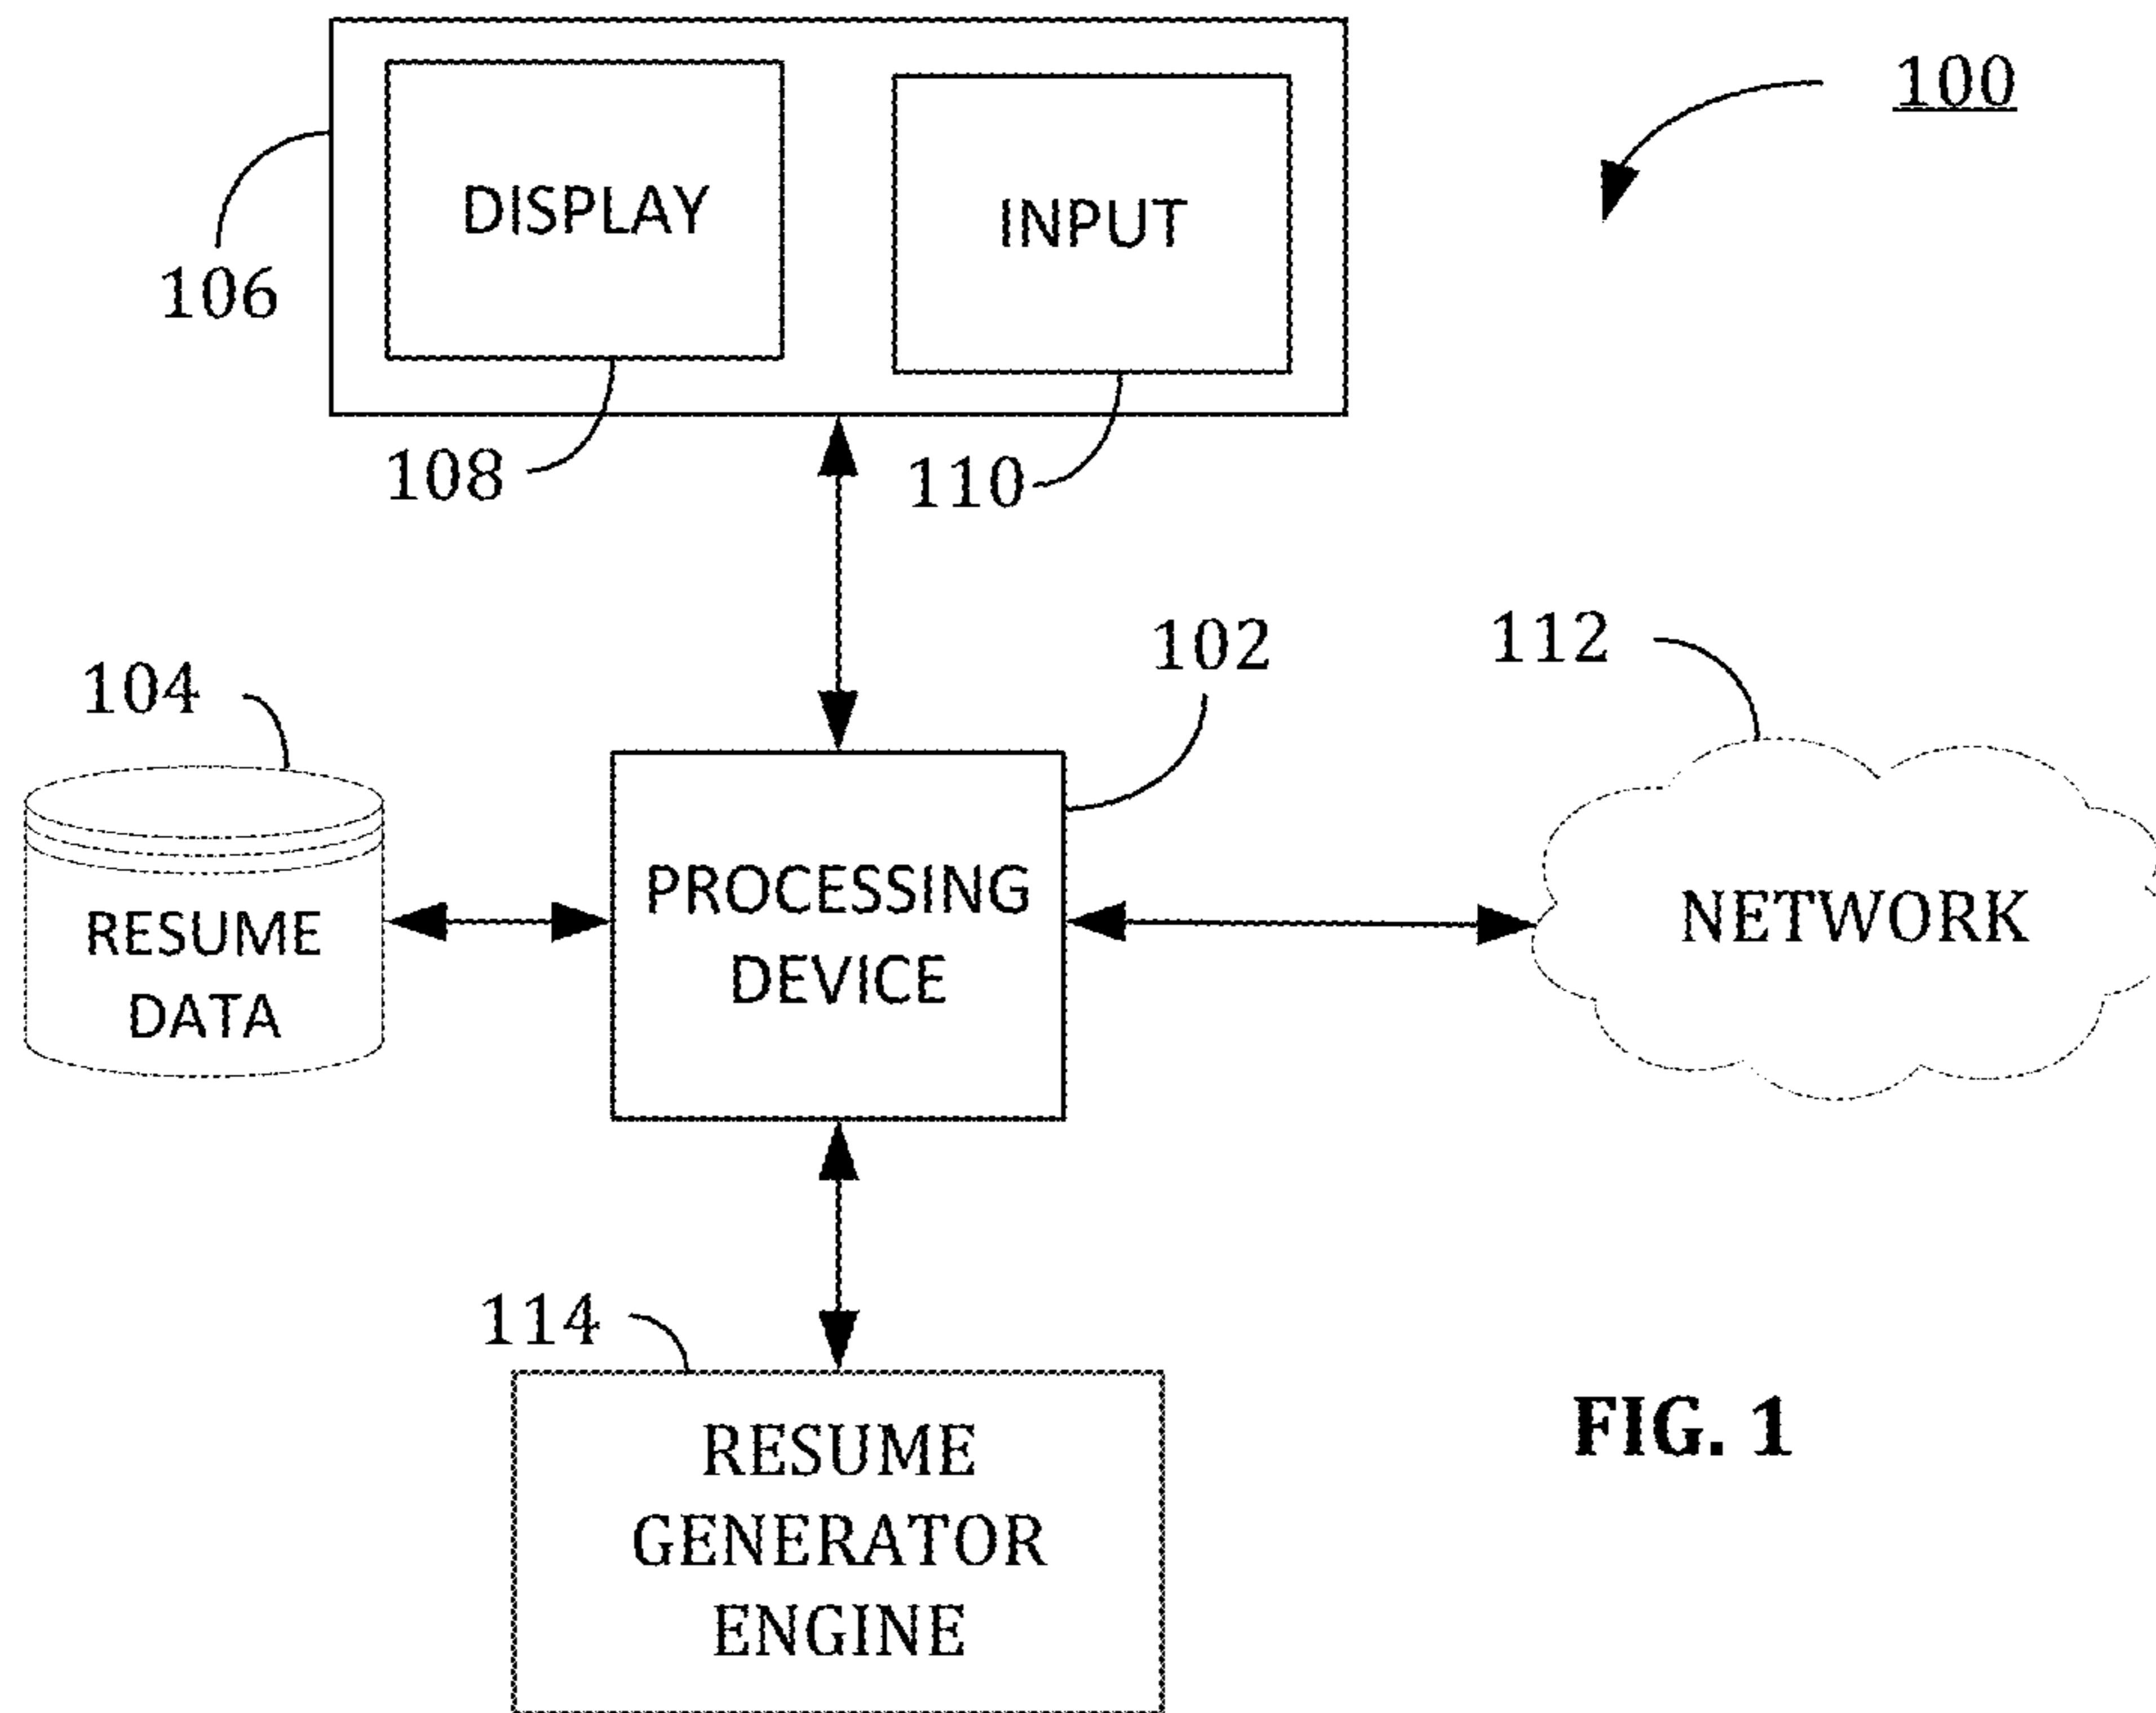 100
DISPLAY
INPUT
106
108
110
102
112
104
PROCESSING
DEVICE
NETWORK
RESUME
DATA
114
RESUME
GENERATOR
ENGINE
FIG. 1